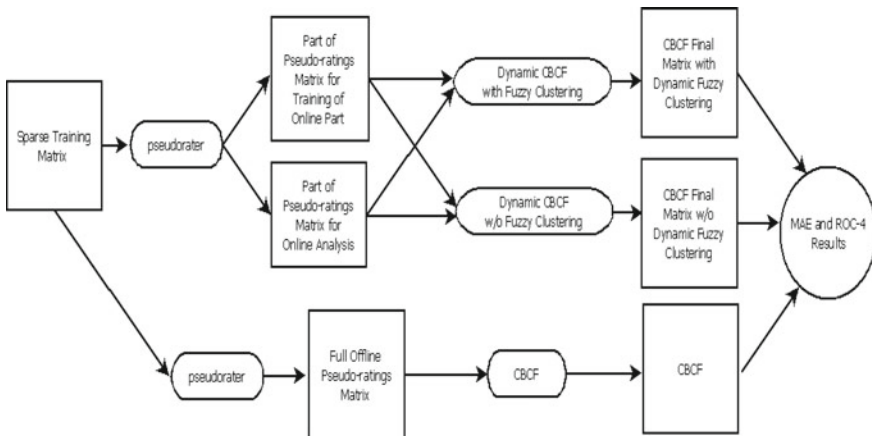 Sparse Training
Matrix
pseudorater
Part of
Pseudo-ratings
Matrix for
Training of
Online Part
Part of
Pseudo-ratings
Matrix for
Online Analysis
Dynamic CBCF
with Fuzzy Clustering
Dynamic CBCF
w/o Fuzzy Clustering
CBCF Final
Matrix with
Dynamic Fuzzy
Clustering
CBCF Final
Matrix w/o
Dynamic Fuzzy
Clustering
MAE and ROC-4
Results
pseudorater
Full Offline
Pseudo-ratings
Matrix
CBCF
CBCF